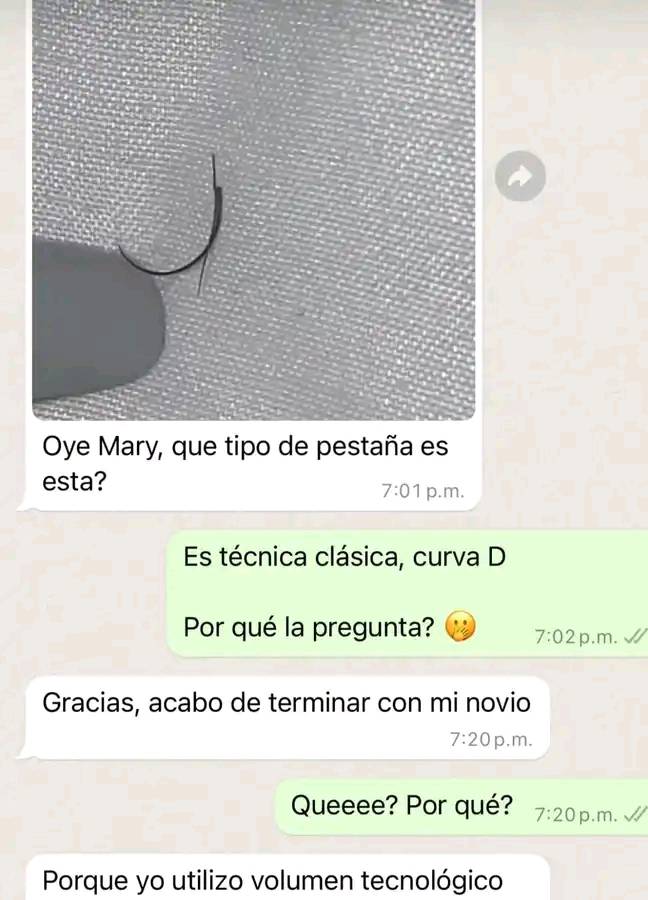 Oye Mary, que tipo de pestaña es
esta?
7:01 p.m.
Es técnica clásica, curva D
Por qué la pregunta? 🤭
7:02 p.m.
Gracias, acabo de terminar con mi novio
7:20 p.m.
Queeee? Por qué?
7:20 p.m.
Porque yo utilizo volumen tecnológico